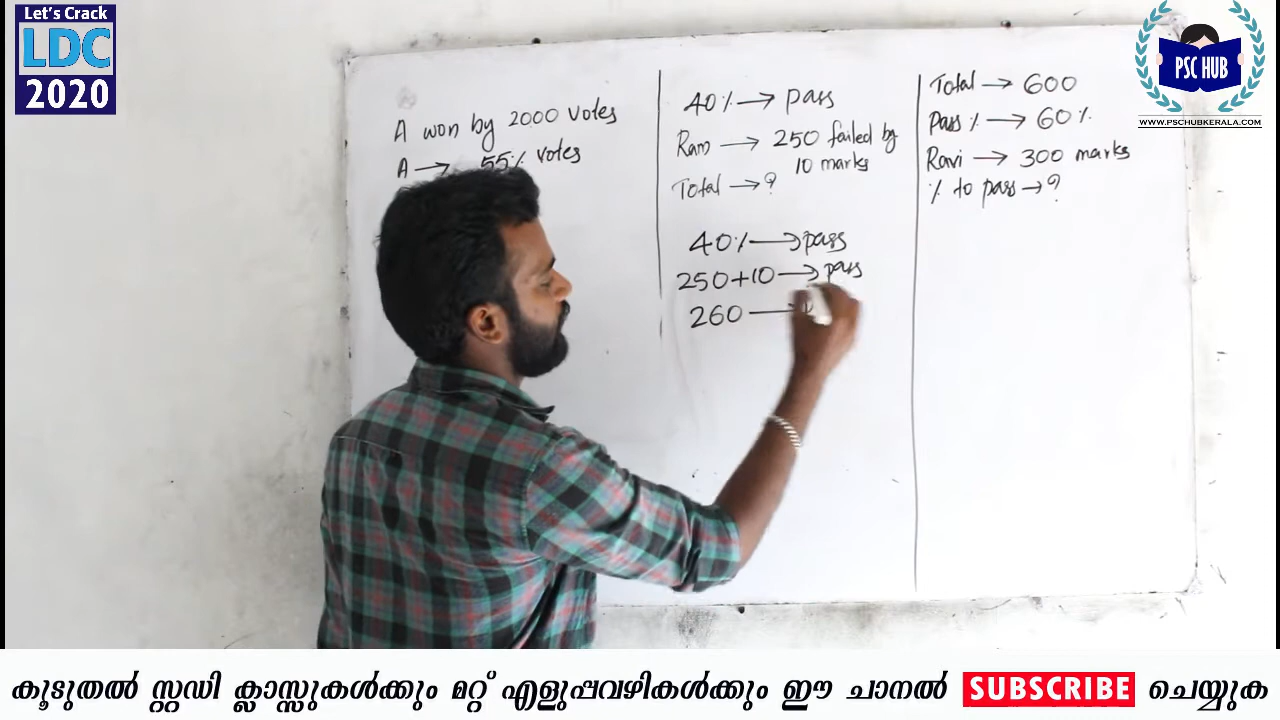 Let's Crack
LDC
2020
A won by 2000 votes
A → 55% votes
40% → pass
Ram → 250 failed by
10 marks
Total → ?
40% → pass
250+10 → pass
260 →
Total → 600
Pass % → 60%
Ravi → 300 marks
% to pass → ?
PSC HUB
WWW.PSCHUBKERALA.COM
കൂടുതൽ സ്റ്റഡി ക്ലാസ്സുകൾക്കും മറ്റ് എളുപ്പവഴികൾക്കും ഈ ചാനൽ SUBSCRIBE ചെയ്യുക